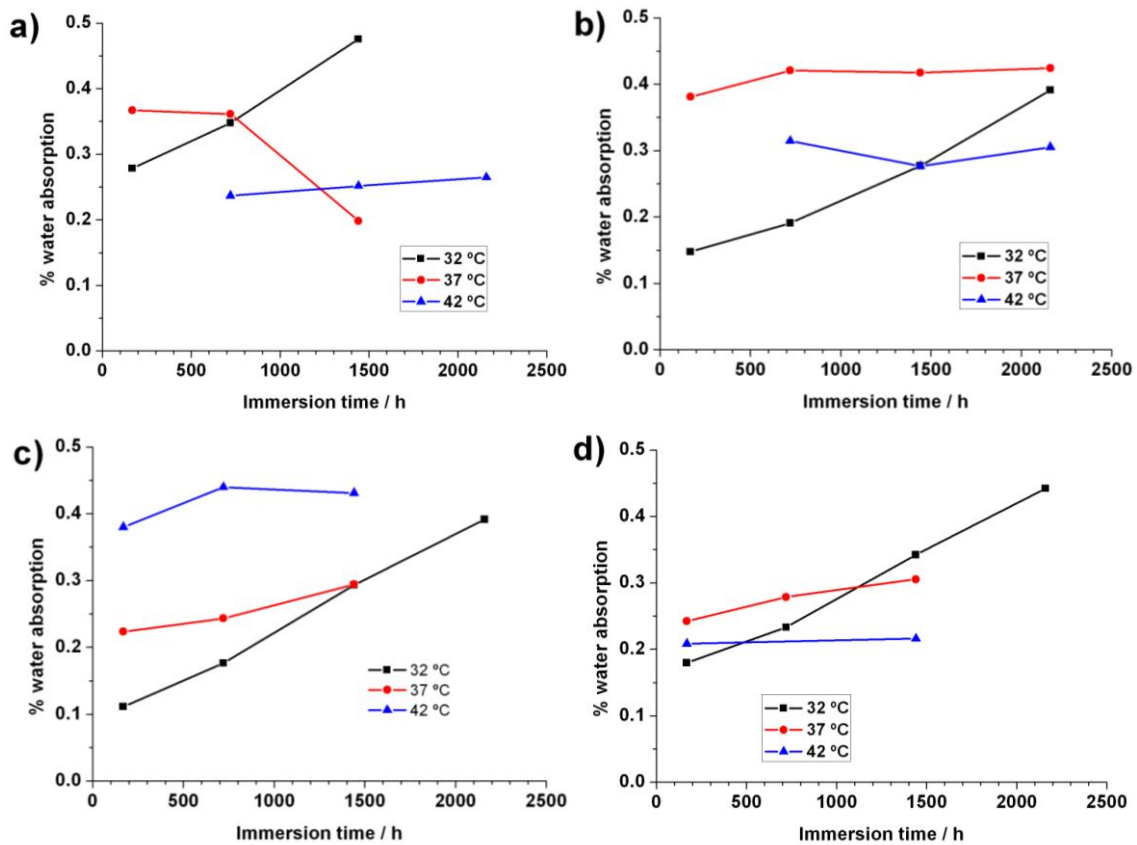 a)
% water absorption
0.5
0.4
0.3
0.2
0.1
0.0
32 ºC
37 ºC
42 ºC
0 500 1000 1500 2000 2500
Immersion time / h
b)
% water absorption
0.5
0.4
0.3
0.2
0.1
0.0
32 ºC
37 ºC
42 ºC
0 500 1000 1500 2000 2500
Immersion time / h
c)
% water absorption
0.5
0.4
0.3
0.2
0.1
0.0
32 ºC
37 ºC
42 ºC
0 500 1000 1500 2000 2500
Immersion time / h
d)
% water absorption
0.5
0.4
0.3
0.2
0.1
0.0
32 ºC
37 ºC
42 ºC
0 500 1000 1500 2000 2500
Immersion time / h